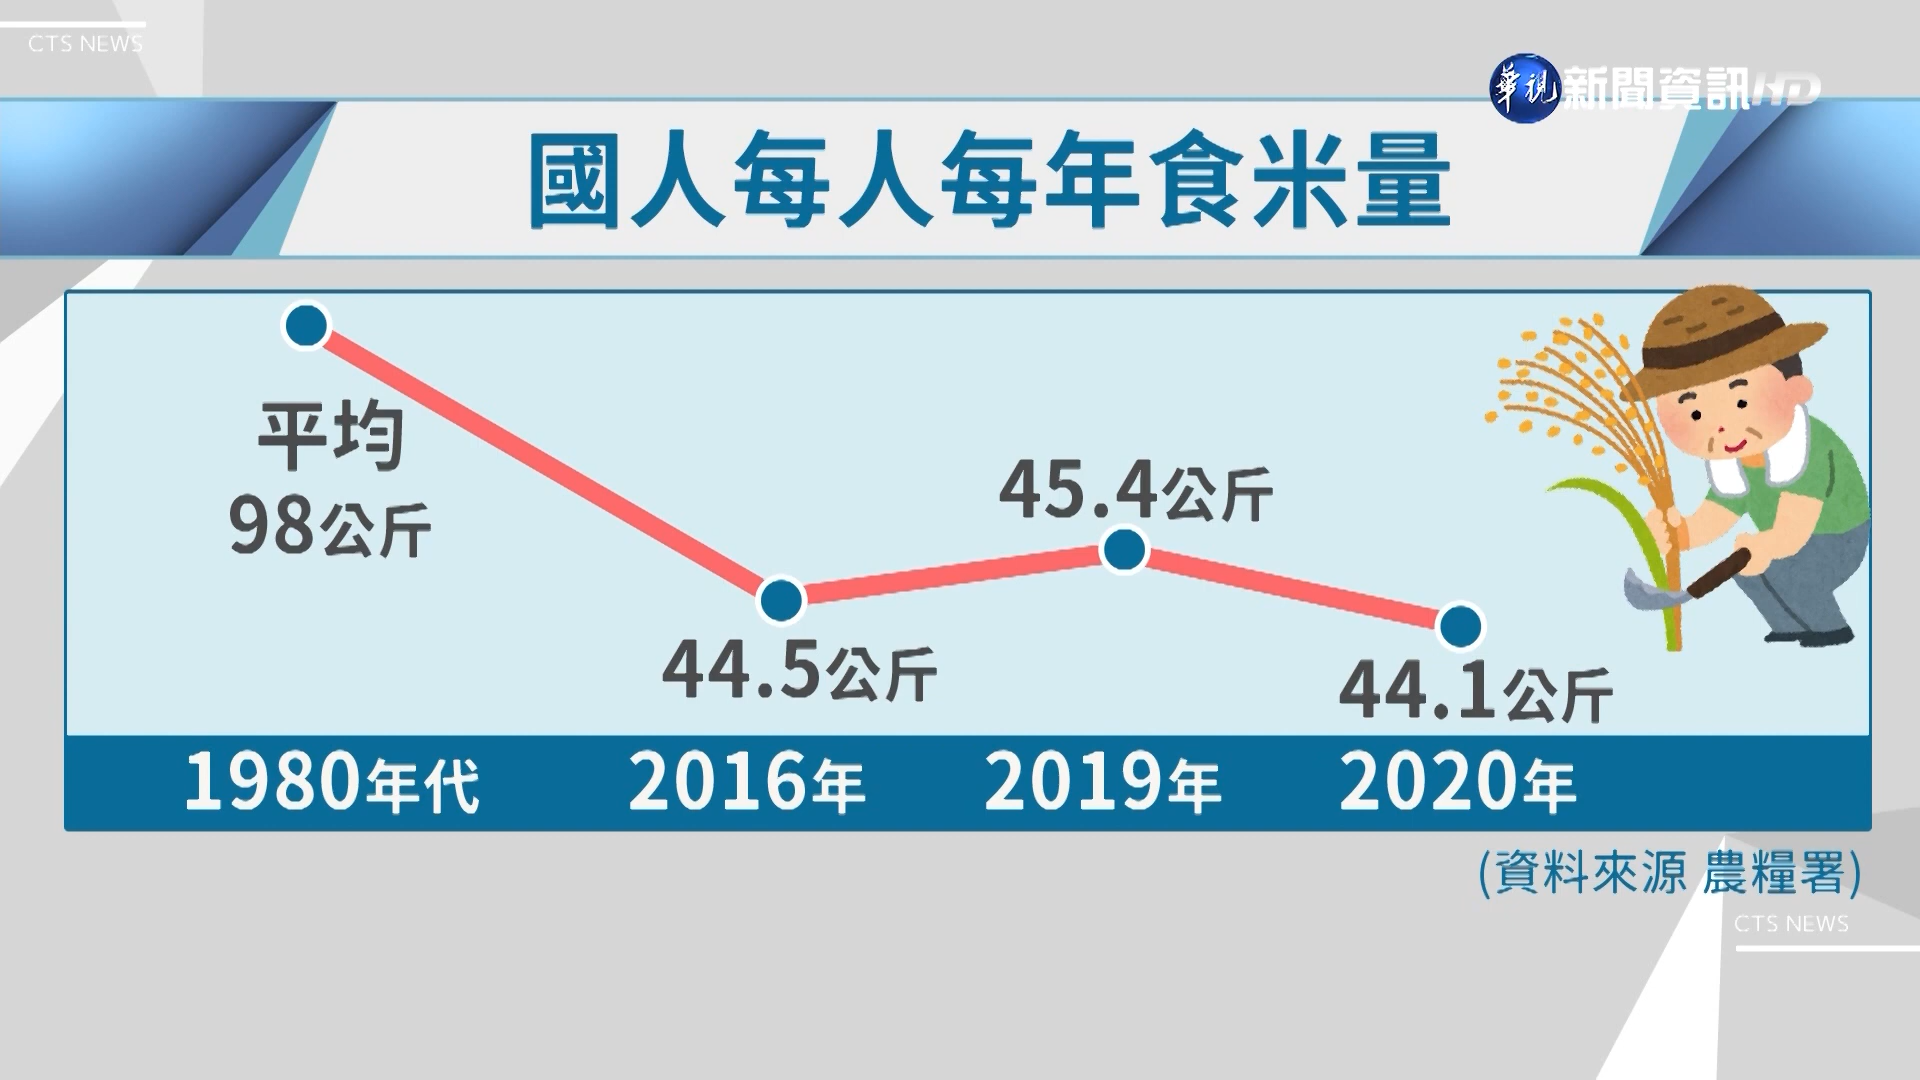 CTS NEWS
華視 新聞資訊HD
國人每人每年食米量
平均
98公斤
44.5公斤
45.4公斤
44.1公斤
1980年代 2016年 2019年 2020年
(資料來源 農糧署)
CTS NEWS